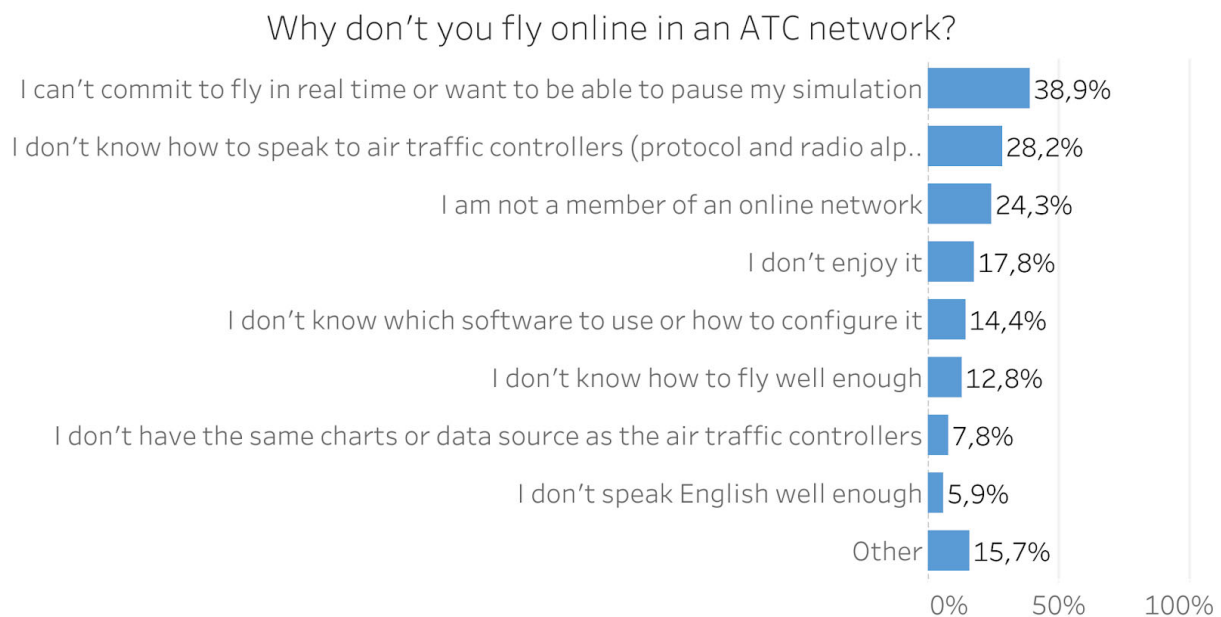 Why don't you fly online in an ATC network?
I can't commit to fly in real time or want to be able to pause my simulation 38,9%
I don't know how to speak to air traffic controllers (protocol and radio alp.. 28,2%
I am not a member of an online network 24,3%
I don't enjoy it 17,8%
I don't know which software to use or how to configure it 14,4%
I don't know how to fly well enough 12,8%
I don't have the same charts or data source as the air traffic controllers 7,8%
I don't speak English well enough 5,9%
Other 15,7%
0% 50% 100%